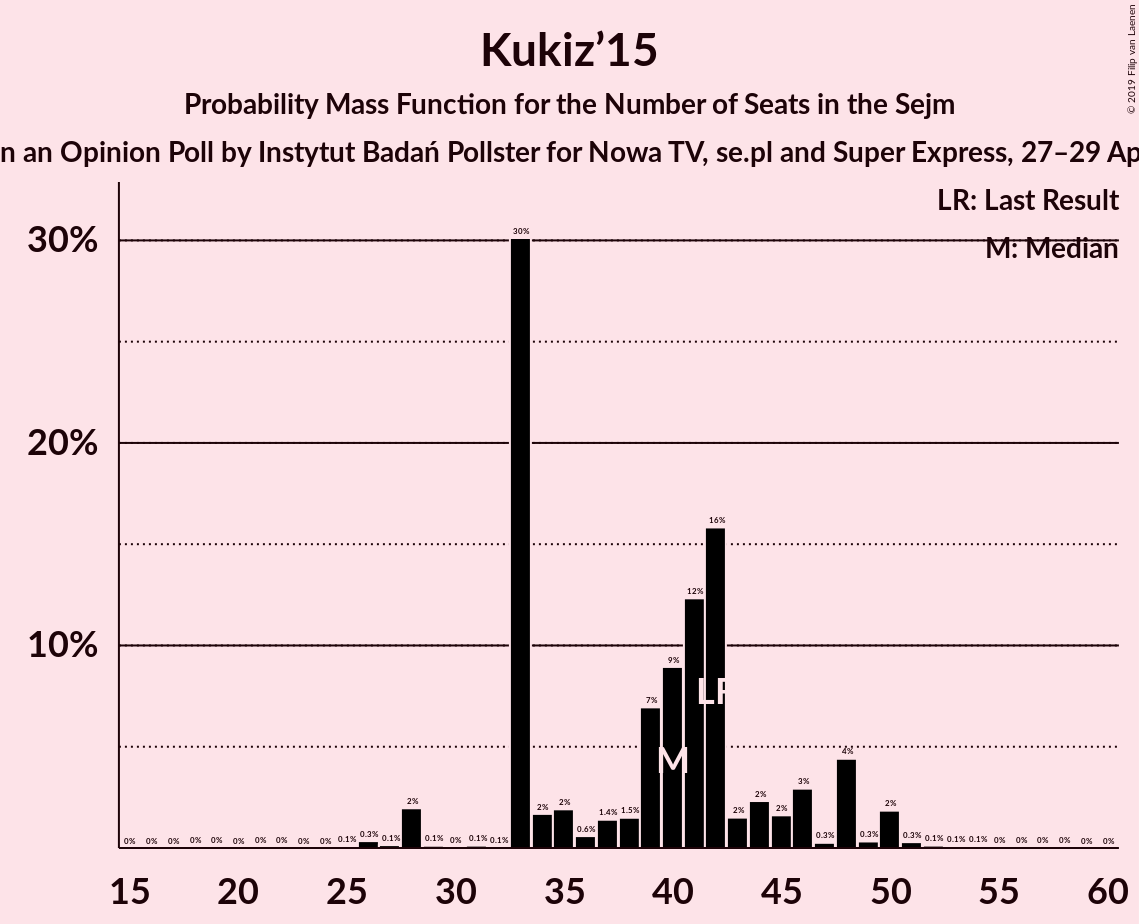 Kukiz’15
Probability Mass Function for the Number of Seats in the Sejm
n an Opinion Poll by Instytut Badań Pollster for Nowa TV, se.pl and Super Express, 27–29 Ap
© 2019 Filip van Laenen
LR: Last Result
M: Median
30%
20%
10%
0% 0% 0% 0% 0% 0% 0% 0% 0% 0% 0.1% 0.3% 0.1% 2% 0.1% 0% 0.1% 0.1% 30% 2% 2% 0.6% 1.4% 1.5% 7% 9% 12% 16% 2% 2% 2% 3% 0.3% 4% 0.3% 2% 0.3% 0.1% 0.1% 0.1% 0% 0% 0% 0% 0% 0%
M
LR
15 20 25 30 35 40 45 50 55 60